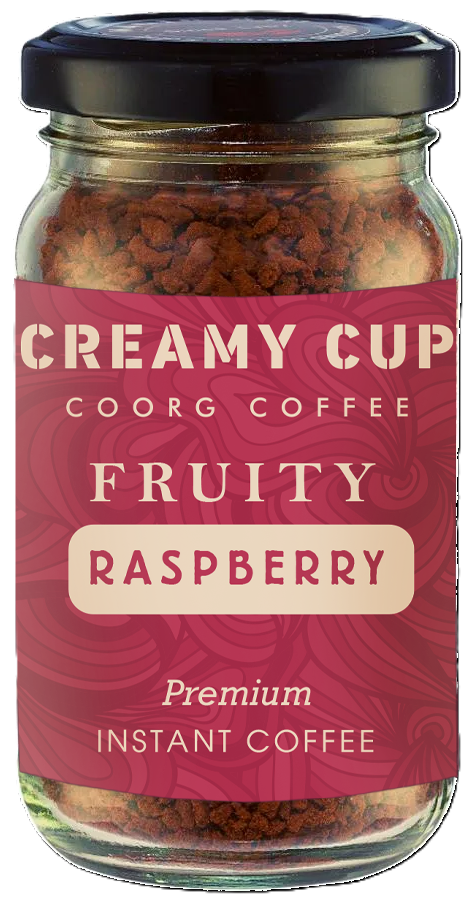 CREAMY CUP
COORG COFFEE
FRUITY
RASPBERRY
Premium
INSTANT COFFEE